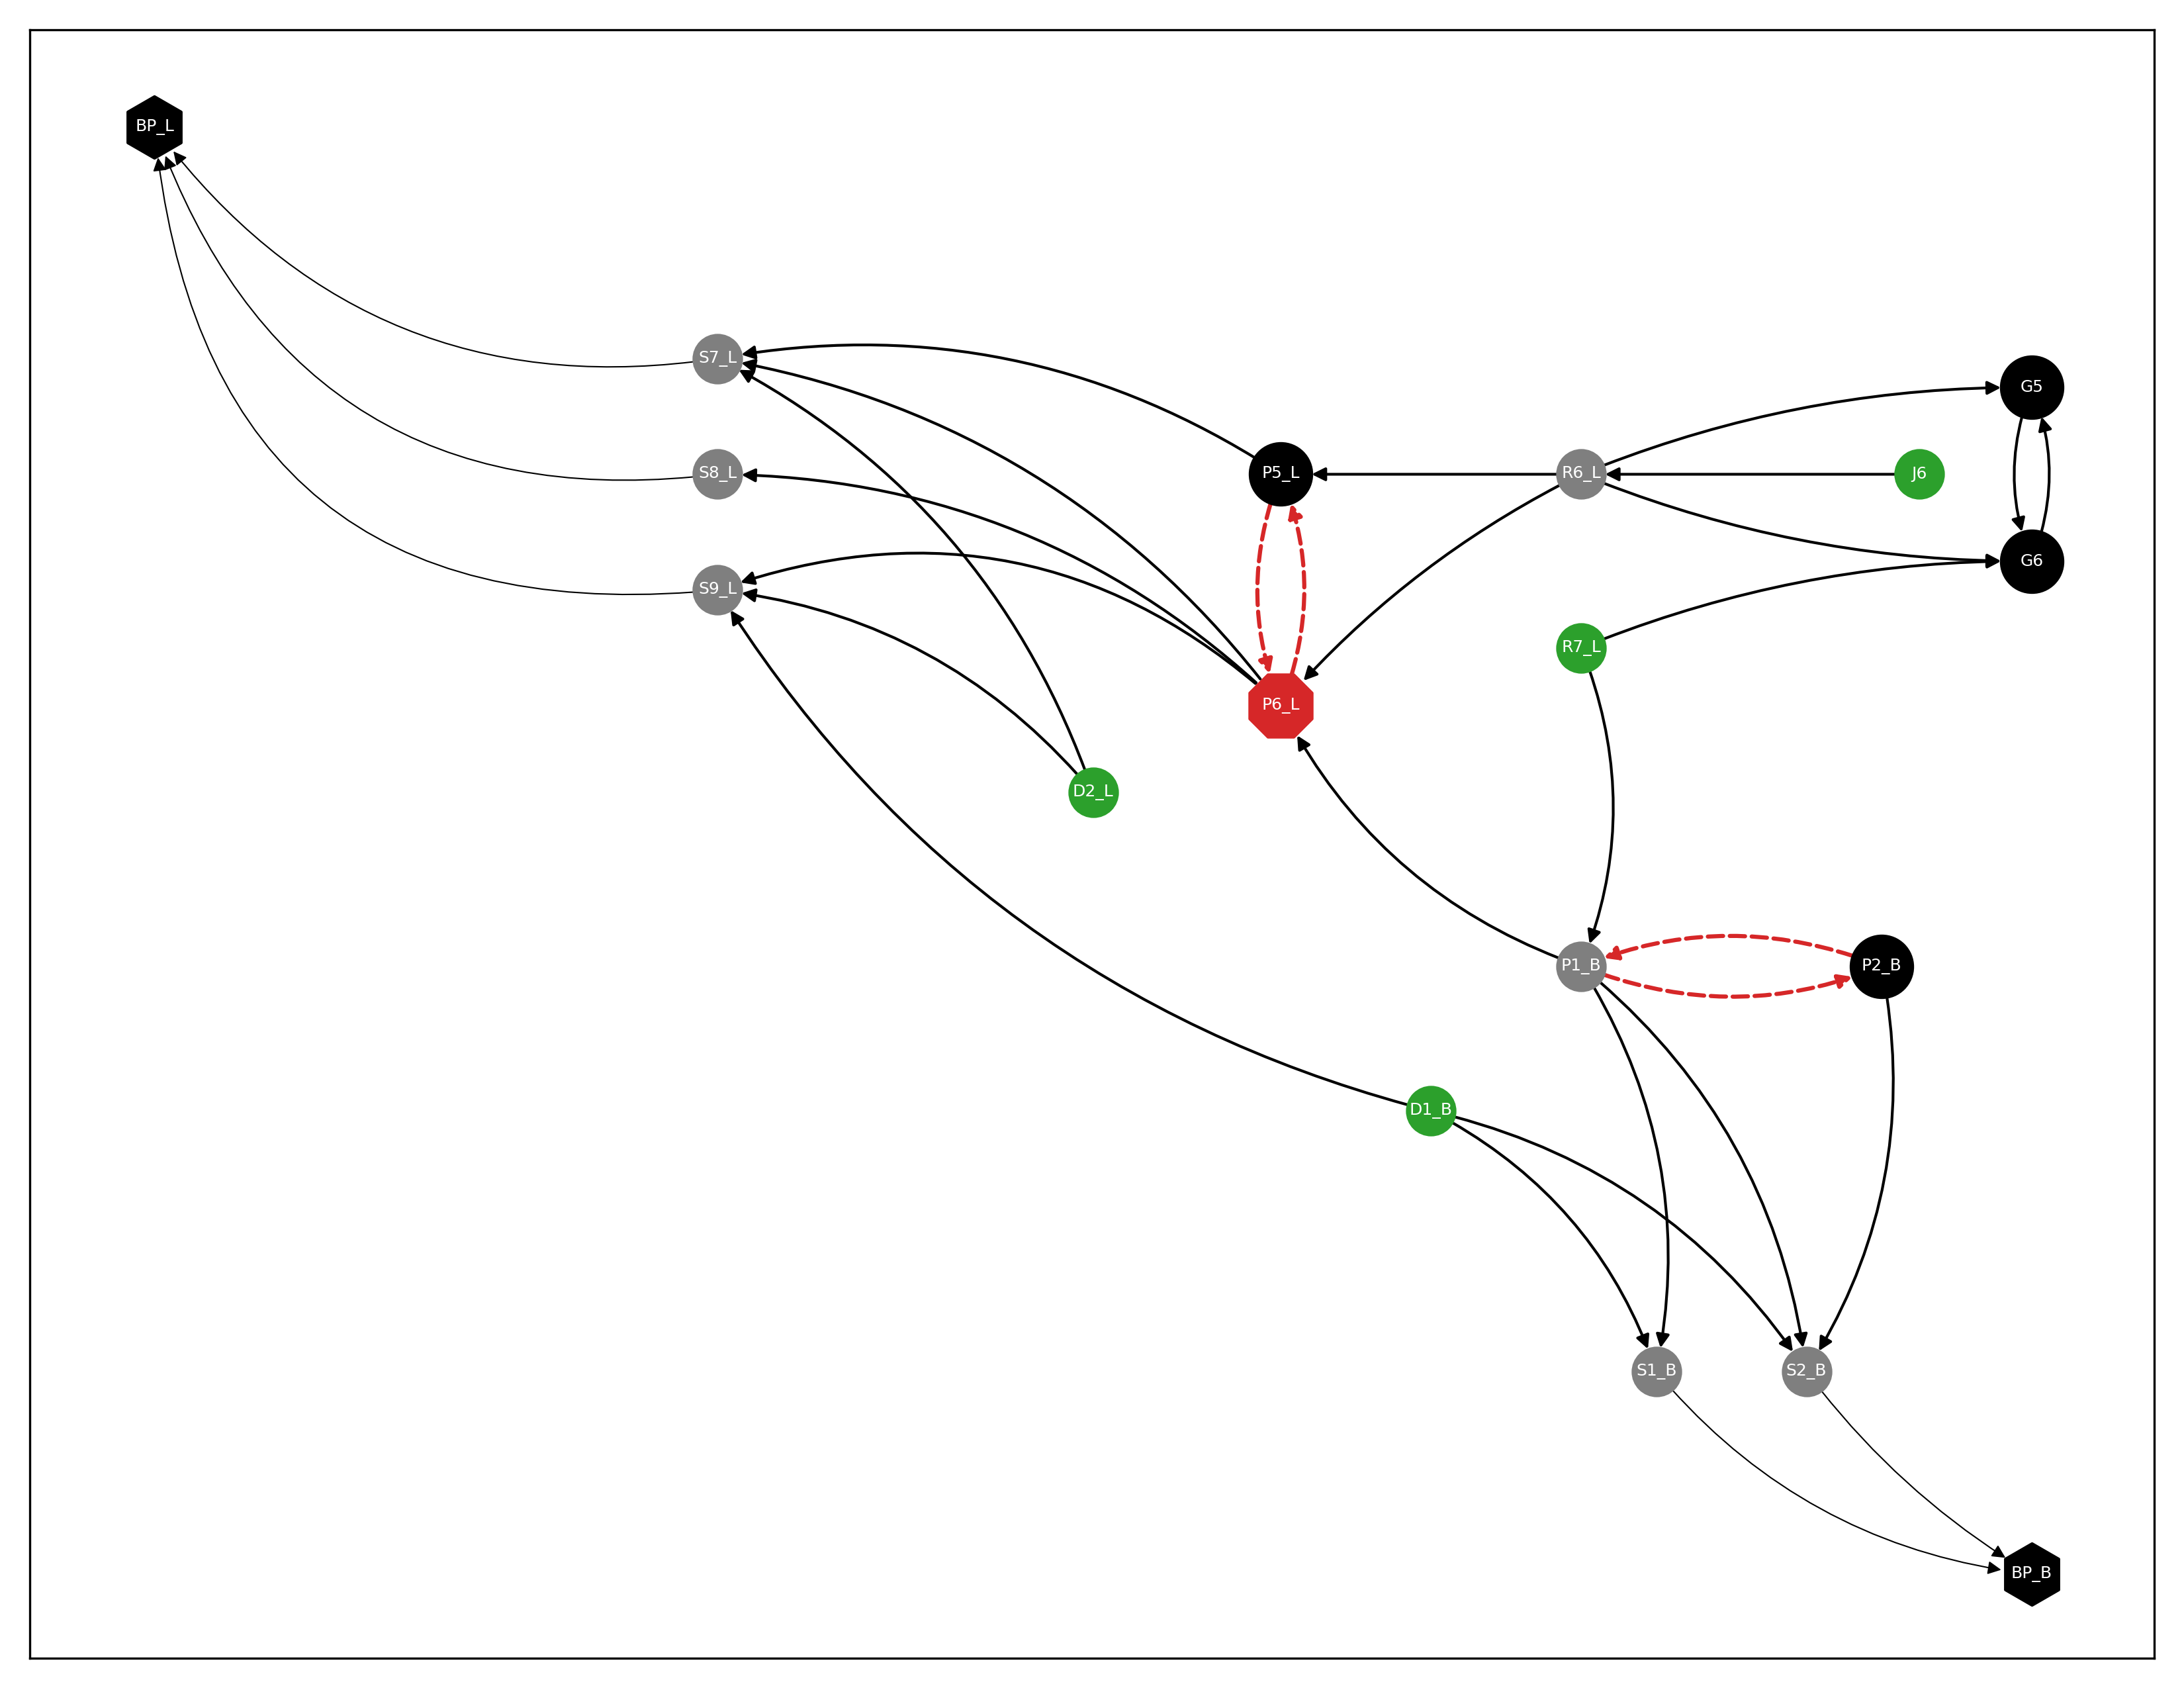 BP_L
S7_L
G5
S8_L
P5_L
R6_L
J6
G6
S9_L
R7_L
P6_L
D2_L
P1_B
P2_B
D1_B
S1_B
S2_B
BP_B